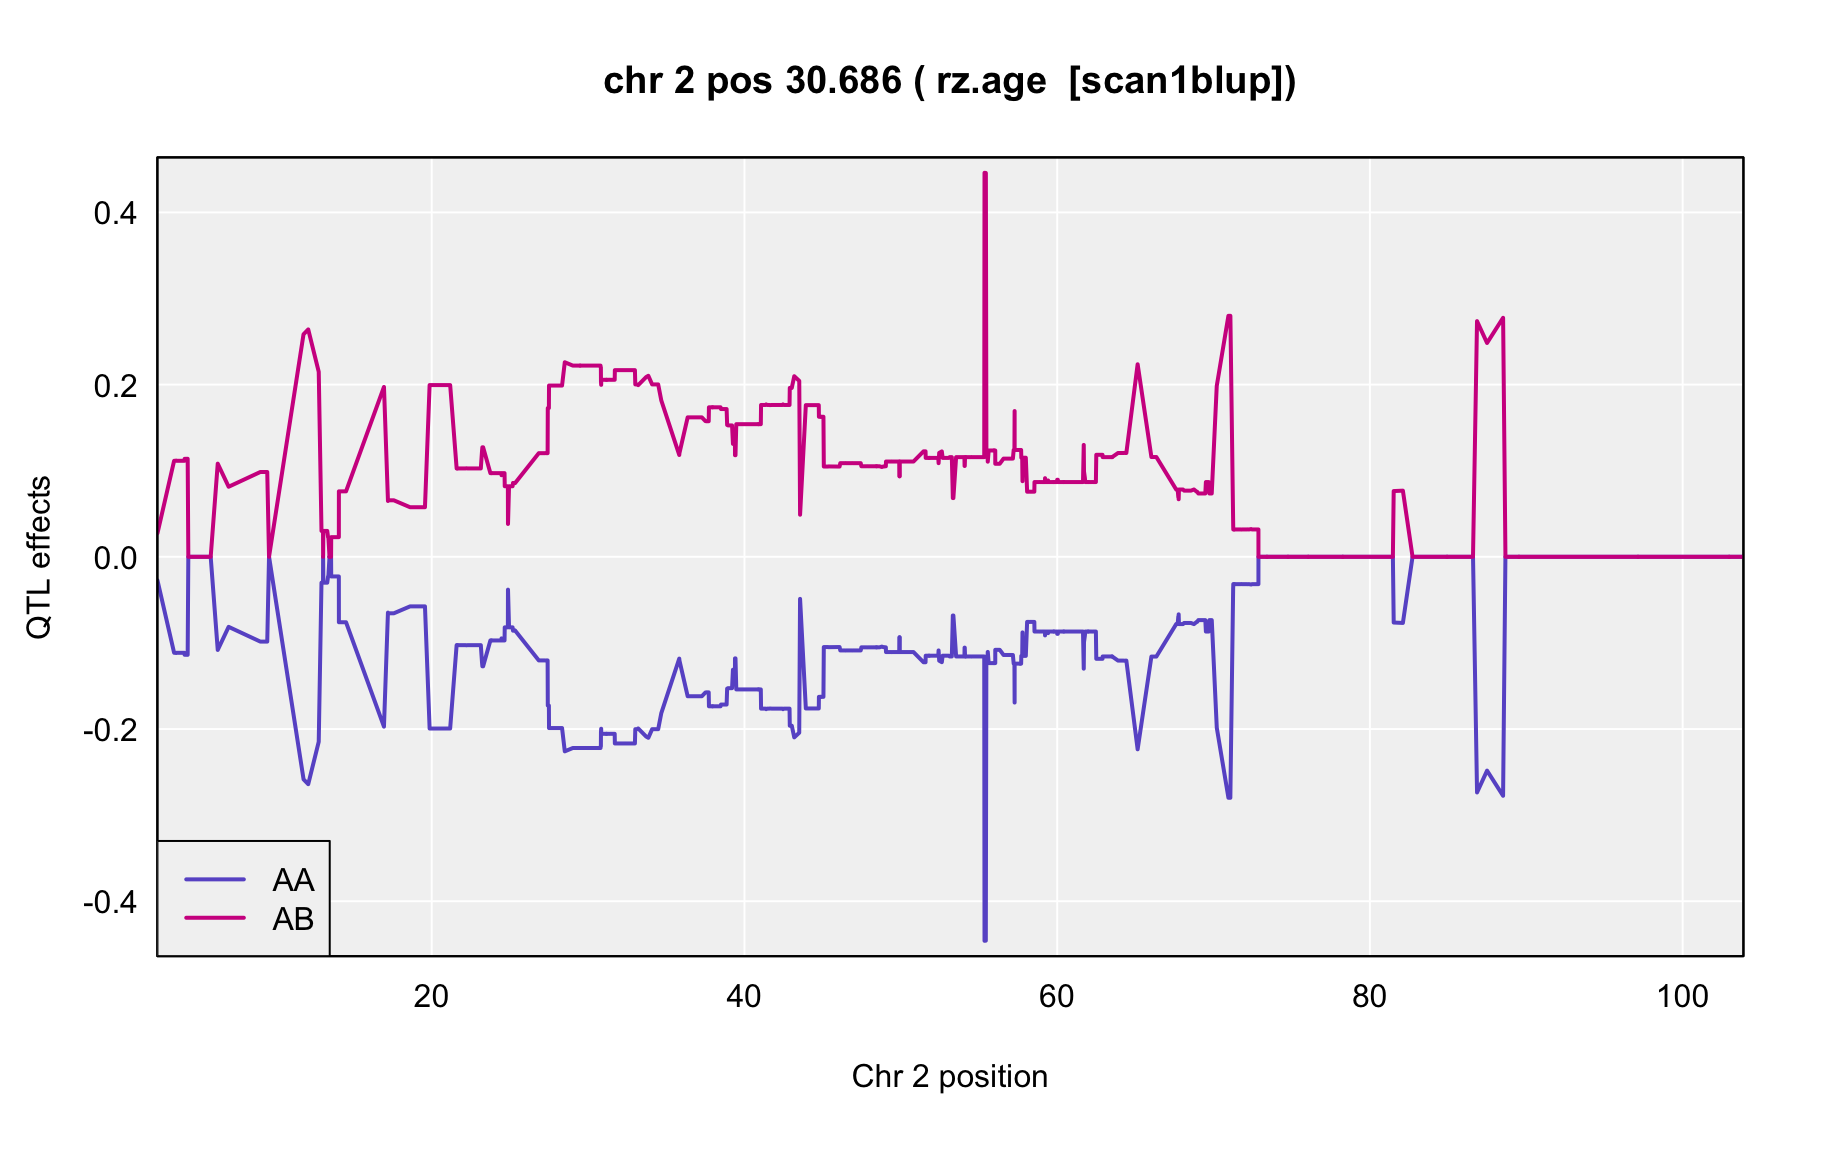 chr 2 pos 30.686 ( rz.age  [scan1blup])
QTL effects
0.4
0.2
0.0
-0.2
-0.4
AA
AB
20 40 60 80 100
Chr 2 position